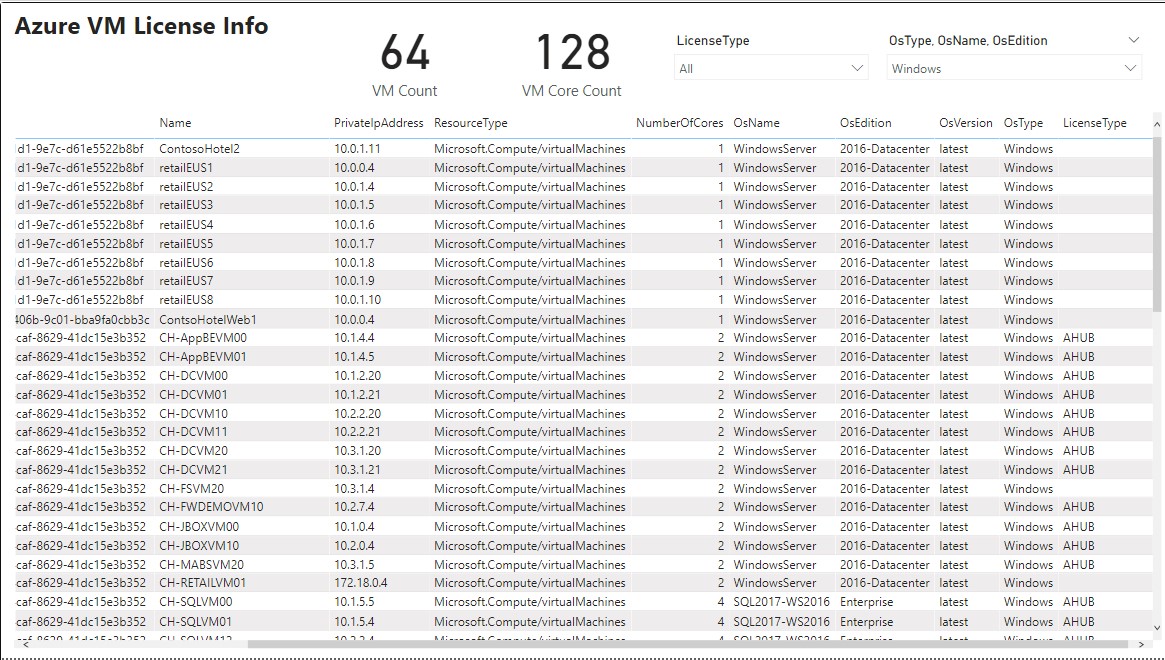 Azure VM License Info
64
VM Count
128
VM Core Count
LicenseType
All
OsType, OsName, OsEdition
Windows
Name PrivateIpAddress ResourceType NumberOfCores OsName OsEdition OsVersion OsType LicenseType
d1-9e7c-d61e5522b8bf ContosoHotel2 10.0.1.11 Microsoft.Compute/virtualMachines 1 WindowsServer 2016-Datacenter latest Windows
d1-9e7c-d61e5522b8bf retailEUS1 10.0.0.4 Microsoft.Compute/virtualMachines 1 WindowsServer 2016-Datacenter latest Windows
d1-9e7c-d61e5522b8bf retailEUS2 10.0.1.4 Microsoft.Compute/virtualMachines 1 WindowsServer 2016-Datacenter latest Windows
d1-9e7c-d61e5522b8bf retailEUS3 10.0.1.5 Microsoft.Compute/virtualMachines 1 WindowsServer 2016-Datacenter latest Windows
d1-9e7c-d61e5522b8bf retailEUS4 10.0.1.6 Microsoft.Compute/virtualMachines 1 WindowsServer 2016-Datacenter latest Windows
d1-9e7c-d61e5522b8bf retailEUS5 10.0.1.7 Microsoft.Compute/virtualMachines 1 WindowsServer 2016-Datacenter latest Windows
d1-9e7c-d61e5522b8bf retailEUS6 10.0.1.8 Microsoft.Compute/virtualMachines 1 WindowsServer 2016-Datacenter latest Windows
d1-9e7c-d61e5522b8bf retailEUS7 10.0.1.9 Microsoft.Compute/virtualMachines 1 WindowsServer 2016-Datacenter latest Windows
d1-9e7c-d61e5522b8bf retailEUS8 10.0.1.10 Microsoft.Compute/virtualMachines 1 WindowsServer 2016-Datacenter latest Windows
406b-9c01-bba9fa0cbb3c ContsoHotelWeb1 10.0.0.4 Microsoft.Compute/virtualMachines 1 WindowsServer 2016-Datacenter latest Windows
caf-8629-41dc15e3b352 CH-AppBEVM00 10.1.4.4 Microsoft.Compute/virtualMachines 2 WindowsServer 2016-Datacenter latest Windows AHUB
caf-8629-41dc15e3b352 CH-AppBEVM01 10.1.4.5 Microsoft.Compute/virtualMachines 2 WindowsServer 2016-Datacenter latest Windows AHUB
caf-8629-41dc15e3b352 CH-DCVM00 10.1.2.20 Microsoft.Compute/virtualMachines 2 WindowsServer 2016-Datacenter latest Windows AHUB
caf-8629-41dc15e3b352 CH-DCVM01 10.1.2.21 Microsoft.Compute/virtualMachines 2 WindowsServer 2016-Datacenter latest Windows AHUB
caf-8629-41dc15e3b352 CH-DCVM10 10.2.2.20 Microsoft.Compute/virtualMachines 2 WindowsServer 2016-Datacenter latest Windows AHUB
caf-8629-41dc15e3b352 CH-DCVM11 10.2.2.21 Microsoft.Compute/virtualMachines 2 WindowsServer 2016-Datacenter latest Windows AHUB
caf-8629-41dc15e3b352 CH-DCVM20 10.3.1.20 Microsoft.Compute/virtualMachines 2 WindowsServer 2016-Datacenter latest Windows AHUB
caf-8629-41dc15e3b352 CH-DCVM21 10.3.1.21 Microsoft.Compute/virtualMachines 2 WindowsServer 2016-Datacenter latest Windows AHUB
caf-8629-41dc15e3b352 CH-FSVM20 10.3.1.4 Microsoft.Compute/virtualMachines 2 WindowsServer 2016-Datacenter latest Windows
caf-8629-41dc15e3b352 CH-FWDEMOVM10 10.2.7.4 Microsoft.Compute/virtualMachines 2 WindowsServer 2016-Datacenter latest Windows AHUB
caf-8629-41dc15e3b352 CH-JBOXVM00 10.1.0.4 Microsoft.Compute/virtualMachines 2 WindowsServer 2016-Datacenter latest Windows AHUB
caf-8629-41dc15e3b352 CH-JBOXVM10 10.2.0.4 Microsoft.Compute/virtualMachines 2 WindowsServer 2016-Datacenter latest Windows AHUB
caf-8629-41dc15e3b352 CH-MABSVM20 10.3.1.5 Microsoft.Compute/virtualMachines 2 WindowsServer 2016-Datacenter latest Windows AHUB
caf-8629-41dc15e3b352 CH-RETAILVM01 172.18.0.4 Microsoft.Compute/virtualMachines 2 WindowsServer 2016-Datacenter latest Windows
caf-8629-41dc15e3b352 CH-SQLVM00 10.1.5.5 Microsoft.Compute/virtualMachines 4 SQL2017-WS2016 Enterprise latest Windows AHUB
caf-8629-41dc15e3b352 CH-SQLVM01 10.1.5.4 Microsoft.Compute/virtualMachines 4 SQL2017-WS2016 Enterprise latest Windows AHUB